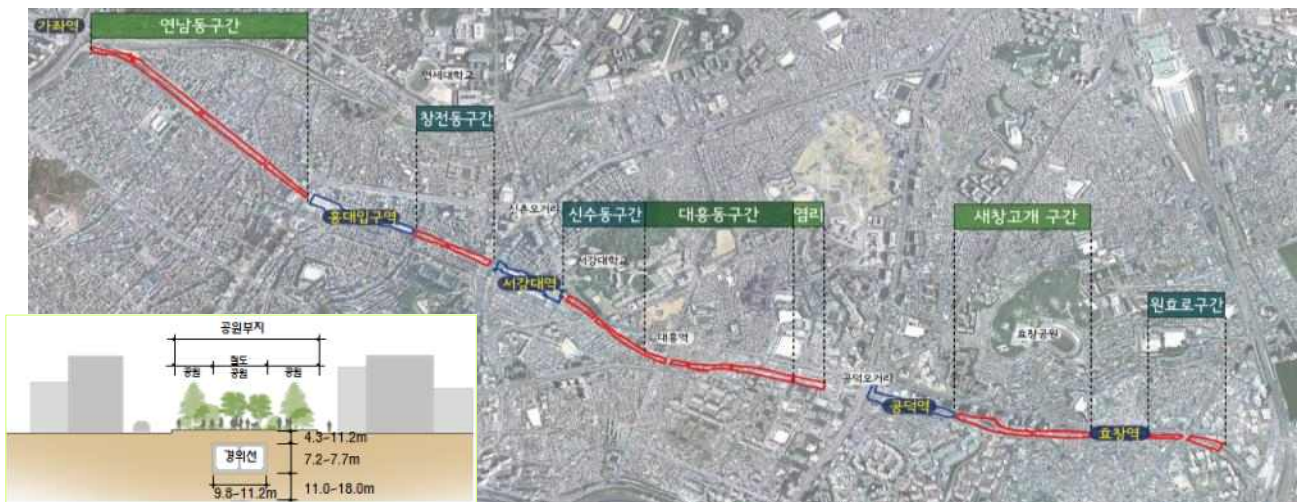 가좌역
연남동구간
연세대학교
창전동구간
홍대입구역
신촌오거리
서강대역
신수동구간
대흥동구간
염리
서강대학교
대흥역
새창고개 구간
효창공원
원효로구간
공덕오거리
공덕역
효창역
공원부지
철도
공원
공원
공원
4.3~11.2m
경의선
7.2~7.7m
9.8~11.2m
11.0~18.0m